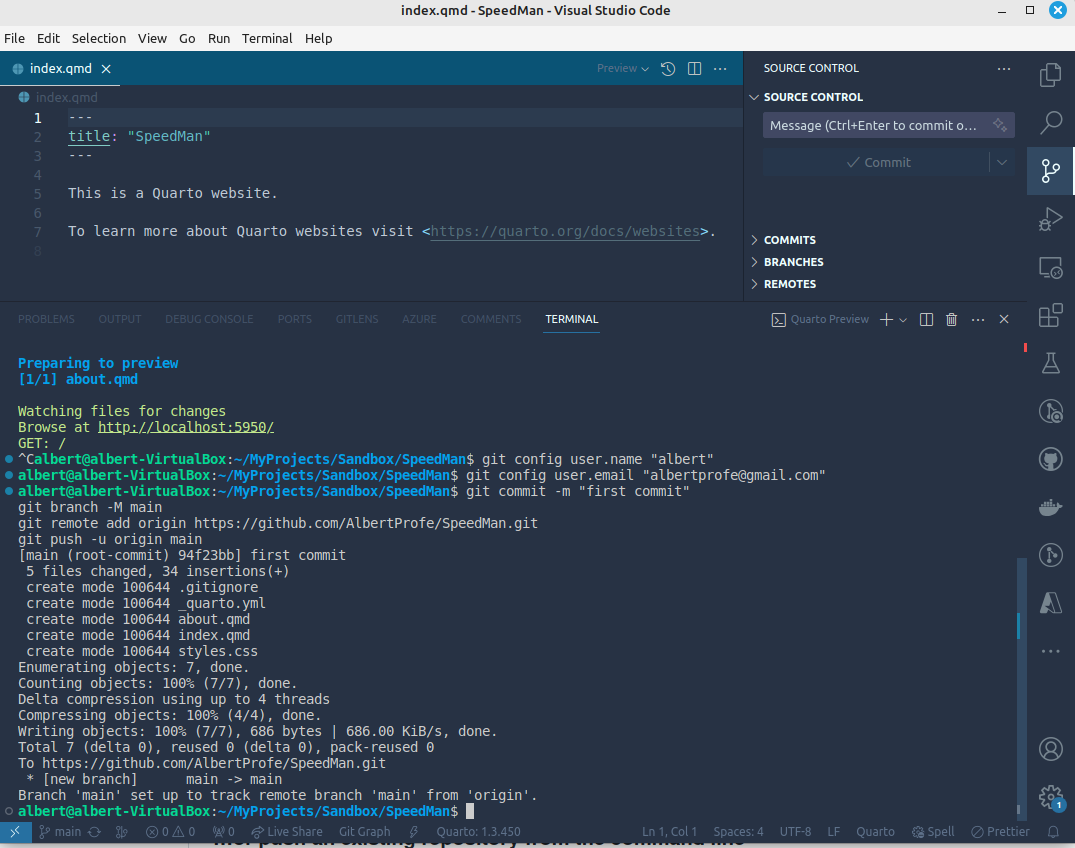 index.qmd - SpeedMan - Visual Studio Code
File Edit Selection View Go Run Terminal Help
index.qmd
Preview
index.qmd
1 ---
2 title: "SpeedMan"
3 ---
4
5 This is a Quarto website.
6
7 To learn more about Quarto websites visit <https://quarto.org/docs/websites>.
8
SOURCE CONTROL
SOURCE CONTROL
Message (Ctrl+Enter to commit o...
Commit
COMMITS
BRANCHES
REMOTES
PROBLEMS OUTPUT DEBUG CONSOLE PORTS GITLENS AZURE COMMENTS TERMINAL
Quarto Preview
Preparing to preview
[1/1] about.qmd
Watching files for changes
Browse at http://localhost:5950/
GET: /
^Calbert@albert-VirtualBox:~/MyProjects/Sandbox/SpeedMan$ git config user.name "albert"
albert@albert-VirtualBox:~/MyProjects/Sandbox/SpeedMan$ git config user.email "albertprofe@gmail.com"
albert@albert-VirtualBox:~/MyProjects/Sandbox/SpeedMan$ git commit -m "first commit"
git branch -M main
git remote add origin https://github.com/AlbertProfe/SpeedMan.git
git push -u origin main
[main (root-commit) 94f23bb] first commit
5 files changed, 34 insertions(+)
create mode 100644 .gitignore
create mode 100644 _quarto.yml
create mode 100644 about.qmd
create mode 100644 index.qmd
create mode 100644 styles.css
Enumerating objects: 7, done.
Counting objects: 100% (7/7), done.
Delta compression using up to 4 threads
Compressing objects: 100% (4/4), done.
Writing objects: 100% (7/7), 686 bytes | 686.00 KiB/s, done.
Total 7 (delta 0), reused 0 (delta 0), pack-reused 0
To https://github.com/AlbertProfe/SpeedMan.git
* [new branch] main -> main
Branch 'main' set up to track remote branch 'main' from 'origin'.
albert@albert-VirtualBox:~/MyProjects/Sandbox/SpeedMan$
1
main 0 0 0 Live Share Git Graph Quarto: 1.3.450 Ln 1, Col 1 Spaces: 4 UTF-8 LF Quarto Spell Prettier
push an existing repository from the command line